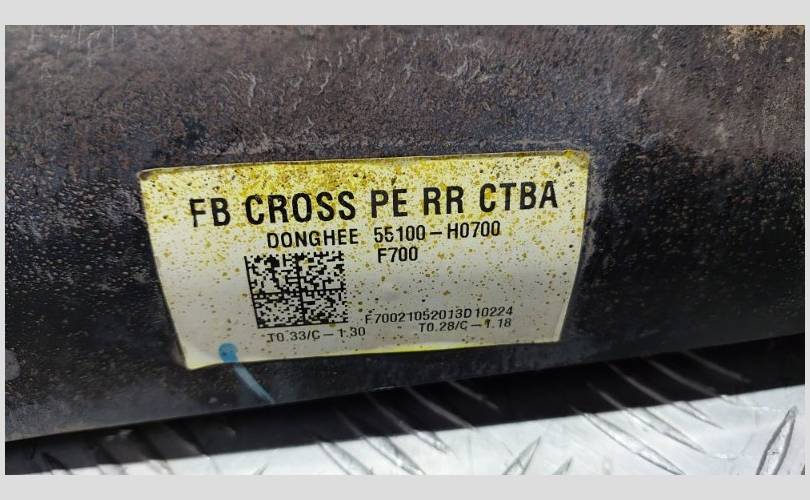 FB CROSS PE RR CTBA
DONGHEE 55100-H0700
F700
F70021052013D10224
T0.33/C-1.30 T0.28/C-1.18